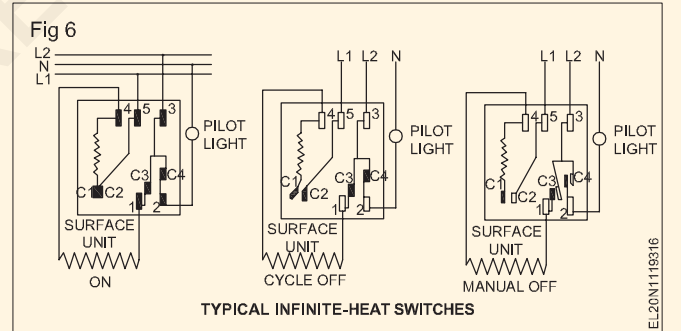 Fig 6
L2
N
L1
4 5 3
PILOT
LIGHT
C1 C2
C3
C4
1 2
SURFACE
UNIT
ON
L1 L2 N
4 5 3
PILOT
LIGHT
C1
C2
C3
C4
1 2
SURFACE
UNIT
CYCLE OFF
L1 L2 N
4 5 3
PILOT
LIGHT
C1 C2
C3
C4
1 2
SURFACE
UNIT
MANUAL OFF
TYPICAL INFINITE-HEAT SWITCHES
EL20N1119316